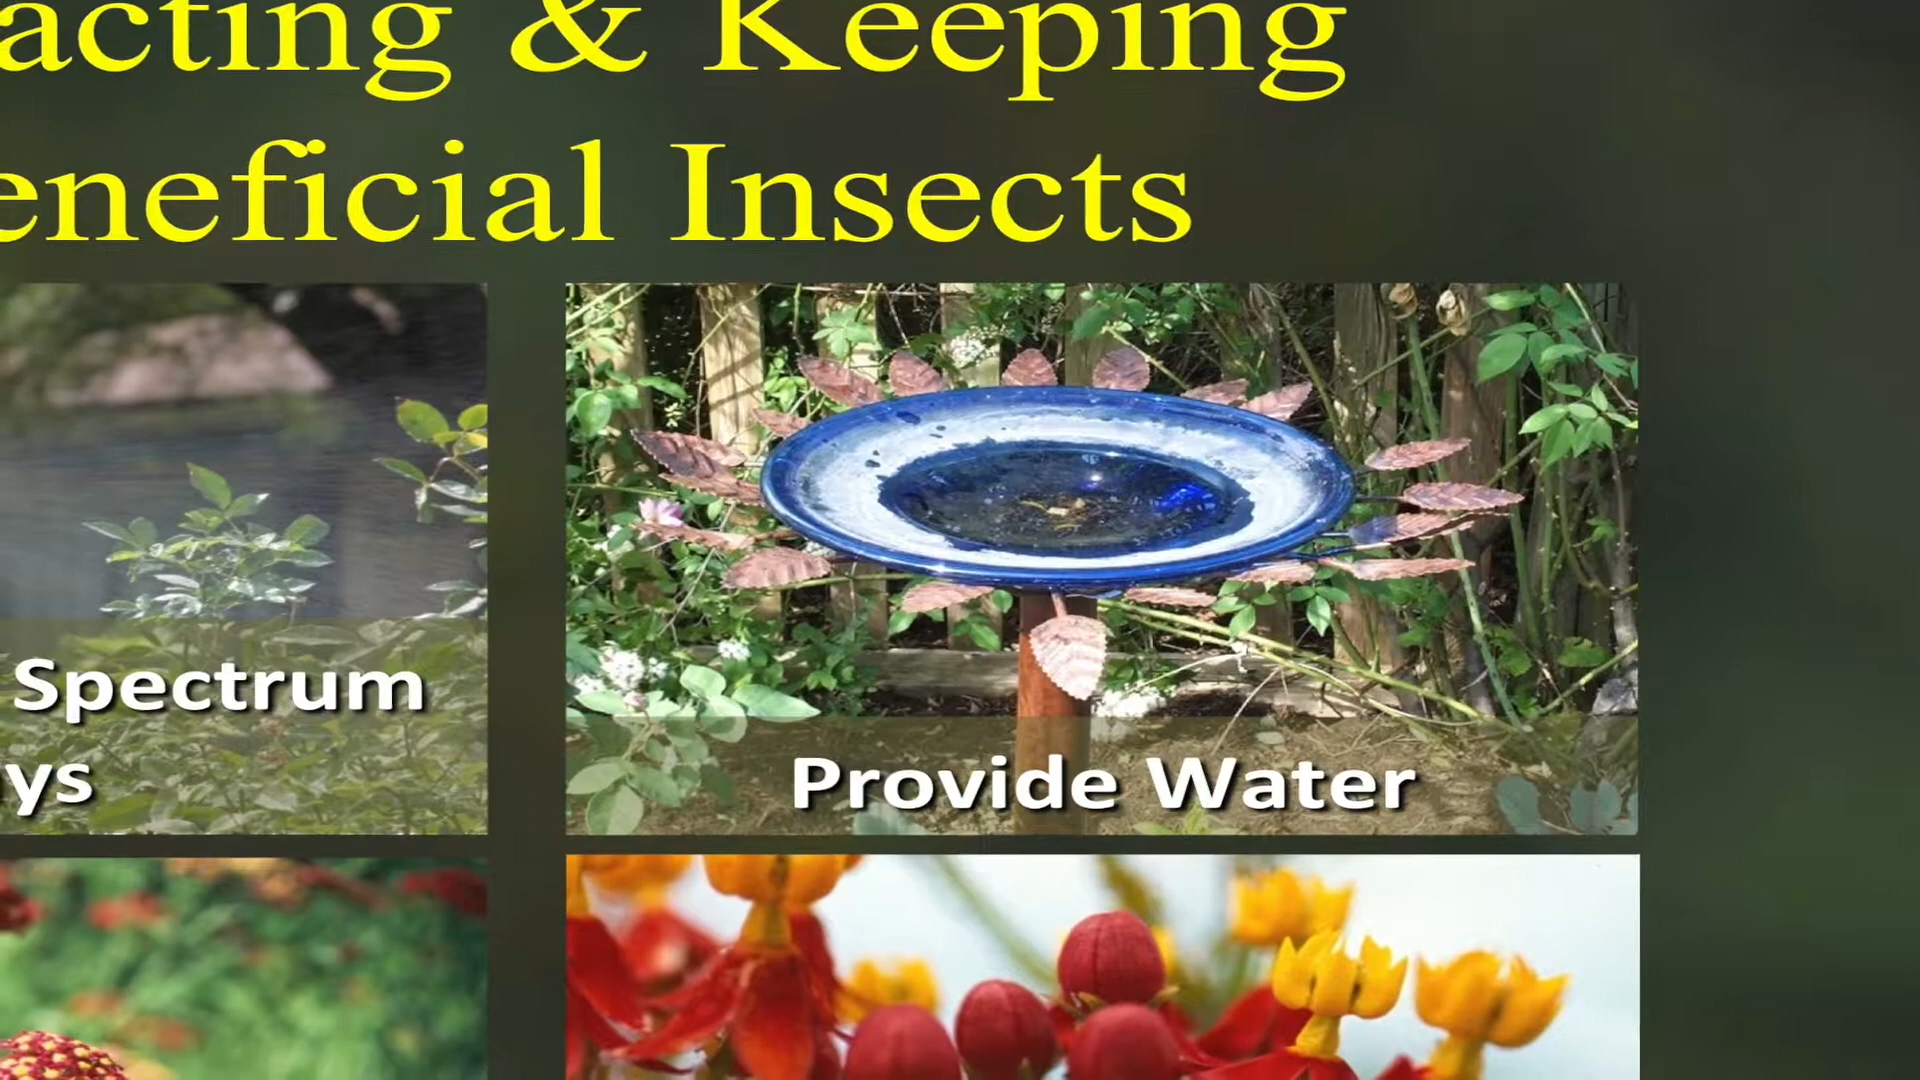 acting & Keeping
eneficial Insects
Spectrum
ys
Provide Water